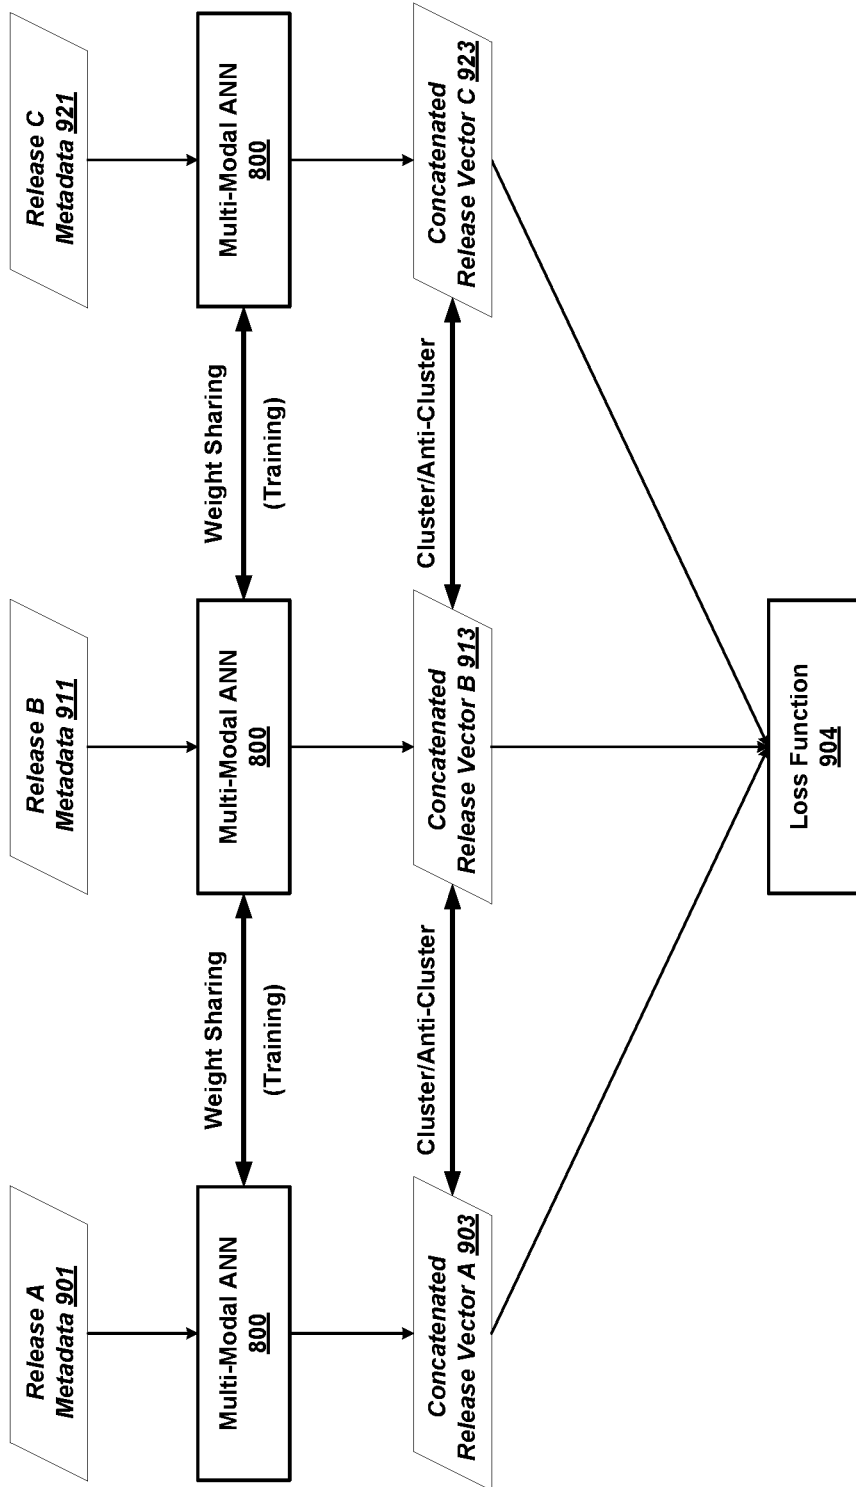 Release A
Metadata 901
Multi-Modal ANN
800
Concatenated
Release Vector A 903
Weight Sharing
(Training)
Cluster/Anti-Cluster
Release B
Metadata 911
Multi-Modal ANN
800
Concatenated
Release Vector B 913
Weight Sharing
(Training)
Cluster/Anti-Cluster
Release C
Metadata 921
Multi-Modal ANN
800
Concatenated
Release Vector C 923
Loss Function
904